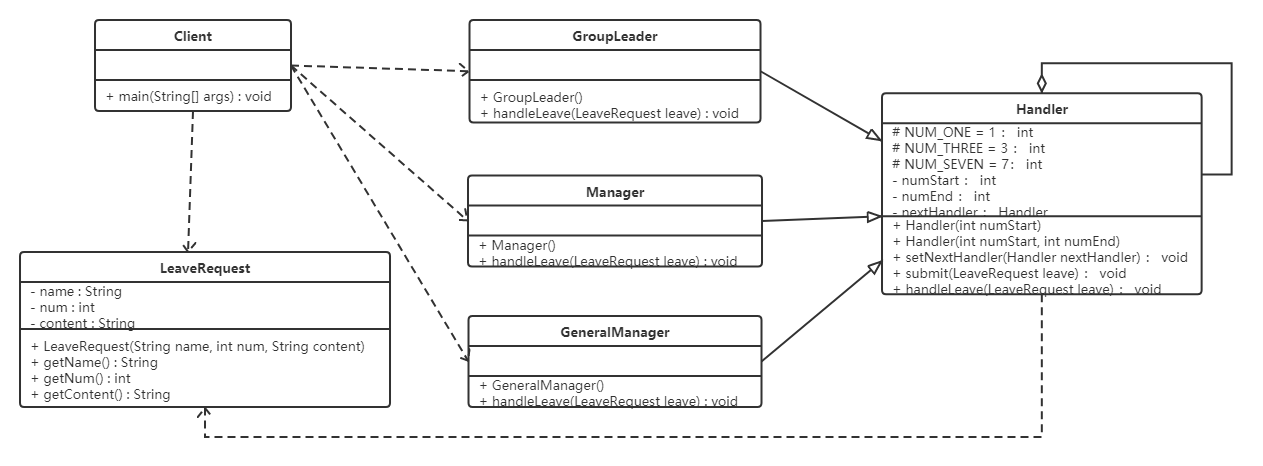 Client
+ main(String[] args) : void
GroupLeader
+ GroupLeader()
+ handleLeave(LeaveRequest leave) : void
Handler
# NUM_ONE = 1 : int
# NUM_THREE = 3 : int
# NUM_SEVEN = 7: int
- numStart : int
- numEnd : int
- nextHandler : Handler
+ Handler(int numStart)
+ Handler(int numStart, int numEnd)
+ setNextHandler(Handler nextHandler) : void
+ submit(LeaveRequest leave) : void
+ handleLeave(LeaveRequest leave) : void
Manager
+ Manager()
+ handleLeave(LeaveRequest leave) : void
LeaveRequest
- name : String
- num : int
- content : String
+ LeaveRequest(String name, int num, String content)
+ getName() : String
+ getNum() : int
+ getContent() : String
GeneralManager
+ GeneralManager()
+ handleLeave(LeaveRequest leave) : void